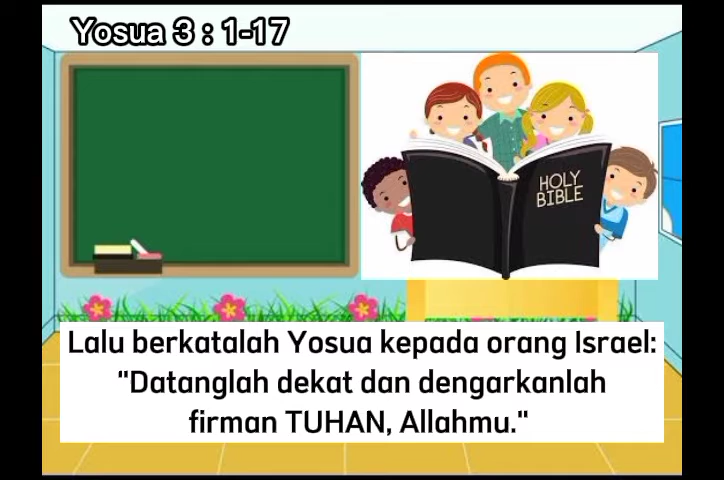 Yosua 3 : 1-17
HOLY
BIBLE
Lalu berkatalah Yosua kepada orang Israel:
"Datanglah dekat dan dengarkanlah
firman TUHAN, Allahmu."